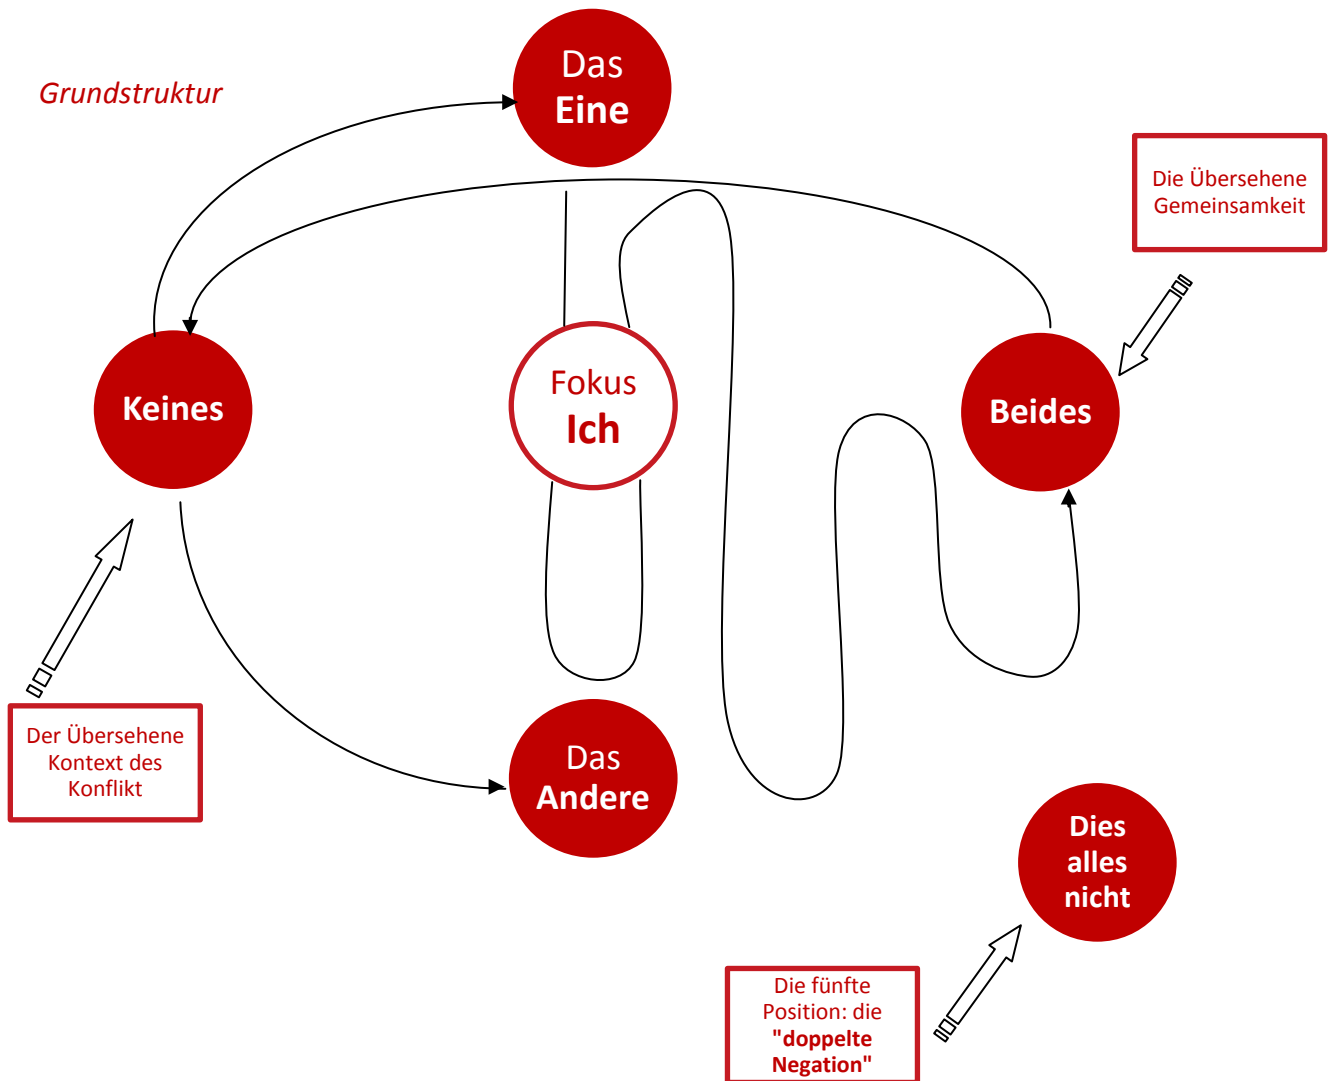 Grundstruktur
Das
Eine
Die Übersehene
Gemeinsamkeit
Keines
Fokus
Ich
Beides
Der Übersehene
Kontext des
Konflikt
Das
Andere
Dies
alles
nicht
Die fünfte
Position: die
"doppelte
Negation"